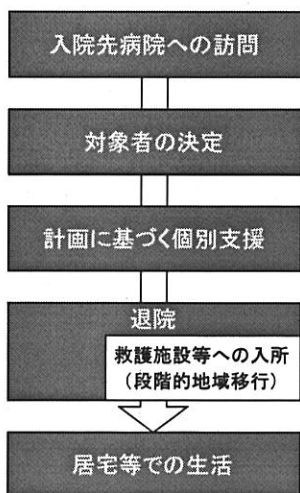 入院先病院への訪問
対象者の決定
計画に基づく個別支援
退院
救護施設等への入所
（段階的地域移行）
居宅等での生活